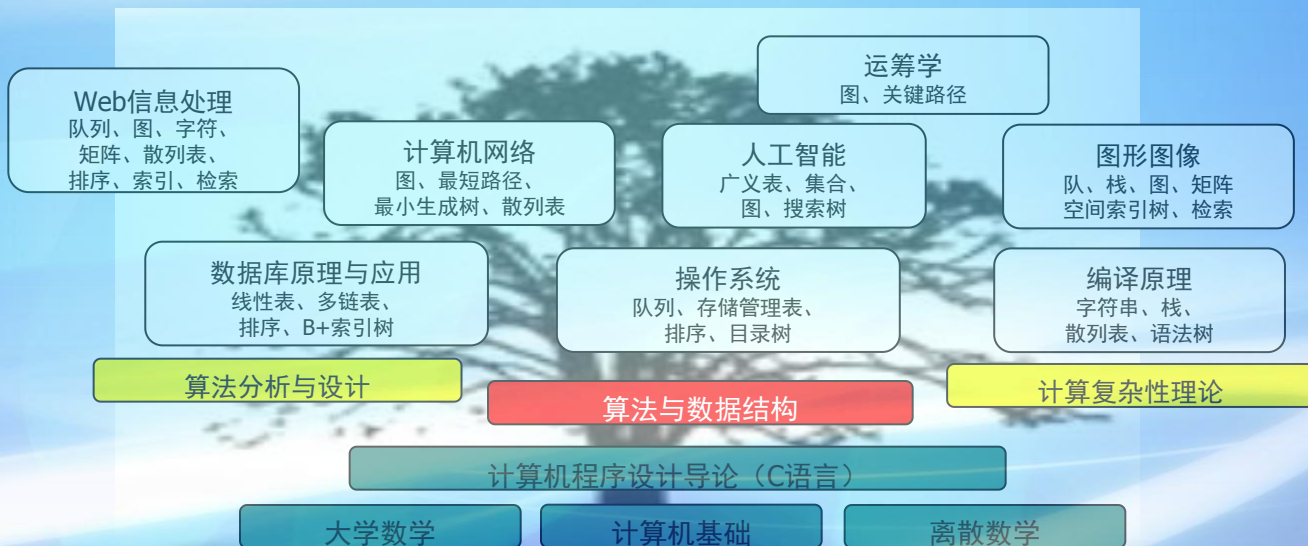 运筹学
图、关键路径
Web信息处理
队列、图、字符、
矩阵、散列表、
排序、索引、检索
计算机网络
图、最短路径、
最小生成树、散列表
人工智能
广义表、集合、
图、搜索树
图形图像
队、栈、图、矩阵
空间索引树、检索
数据库原理与应用
线性表、多链表、
排序、B+索引树
操作系统
队列、存储管理表、
排序、目录树
编译原理
字符串、栈、
散列表、语法树
算法分析与设计
算法与数据结构
计算复杂性理论
计算机程序设计导论（C语言）
大学数学
计算机基础
离散数学